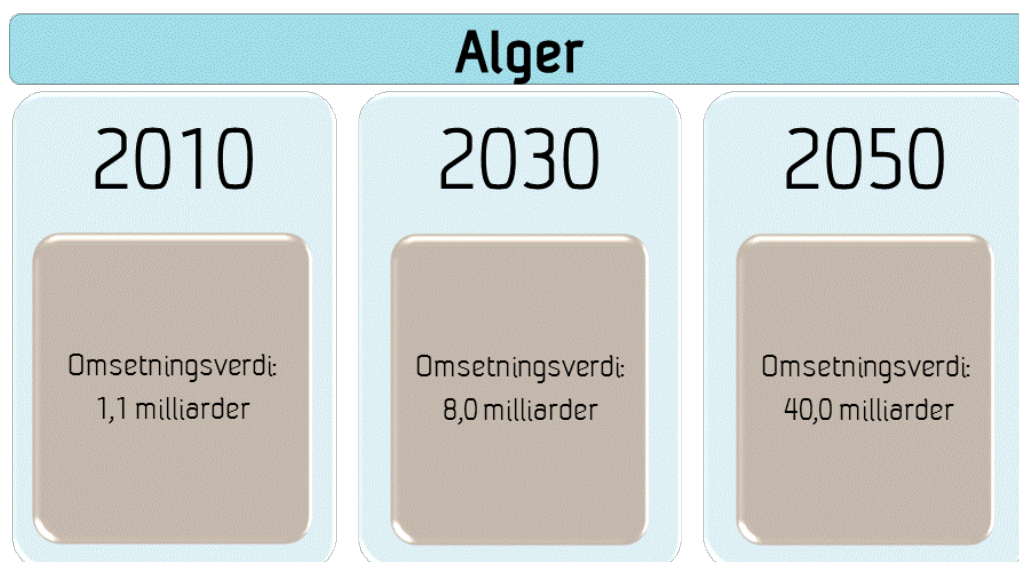 Alger
2010
Omsetningsverdi:
1,1 milliarder
2030
Omsetningsverdi:
8,0 milliarder
2050
Omsetningsverdi:
40,0 milliarder